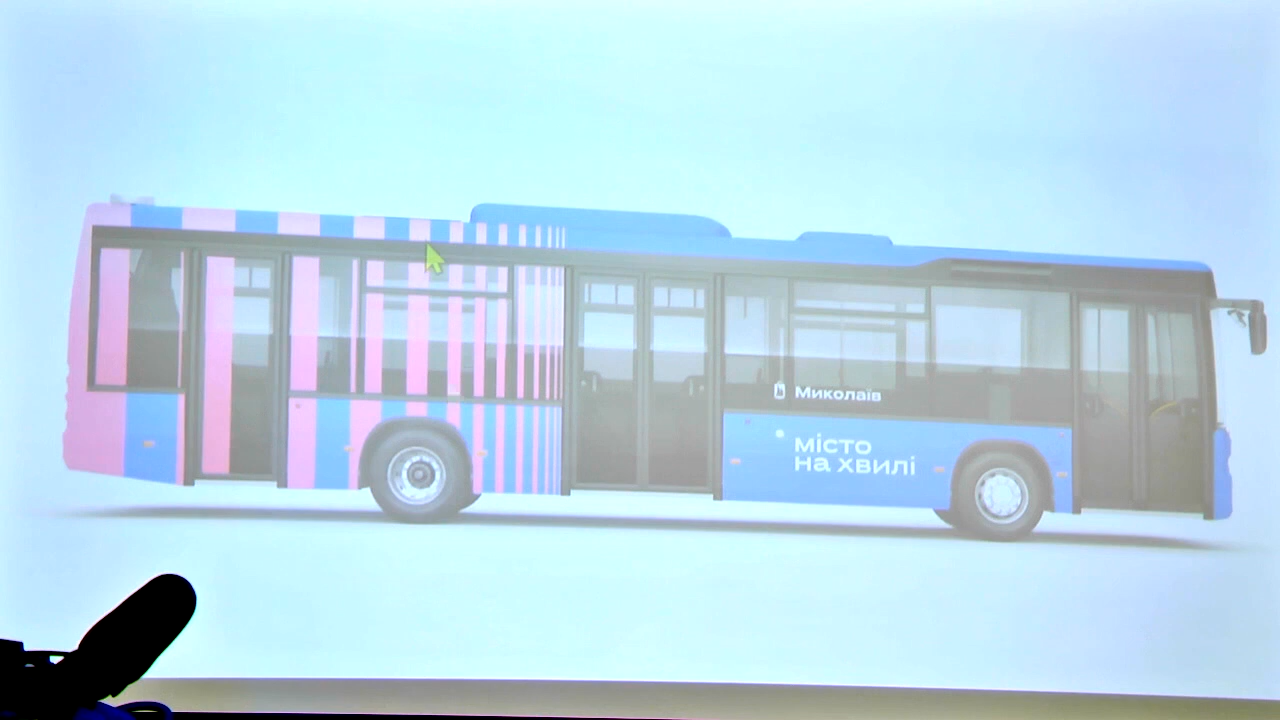 Миколаїв
місто
на хвилі